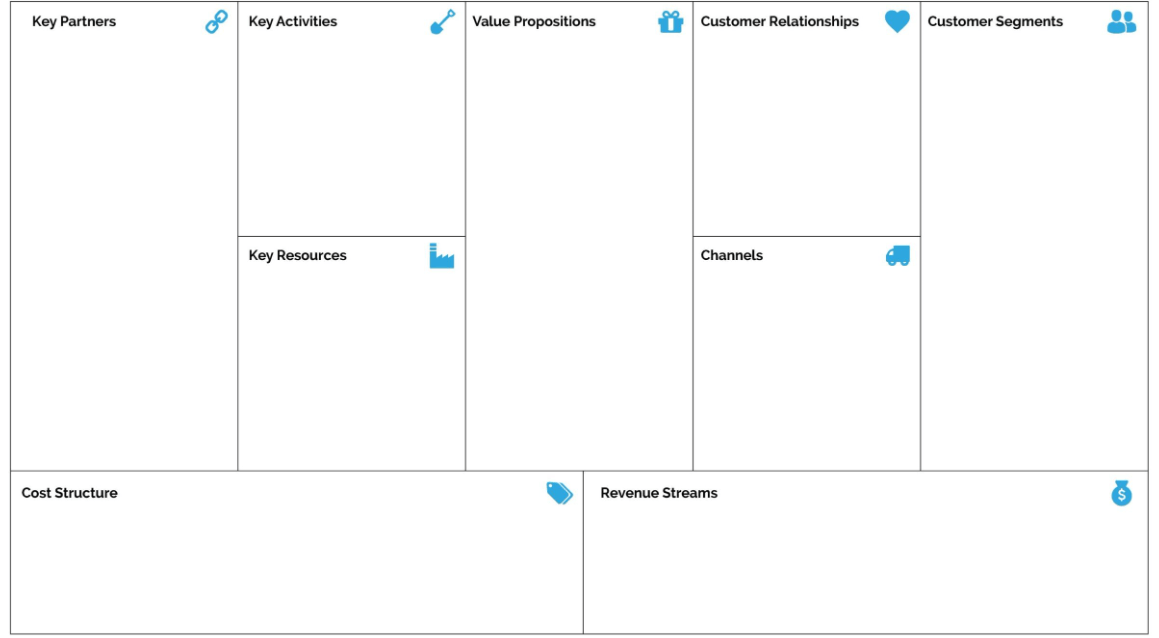 Key Partners
Key Activities
Value Propositions
Customer Relationships
Customer Segments
Key Resources
Channels
Cost Structure
Revenue Streams
$